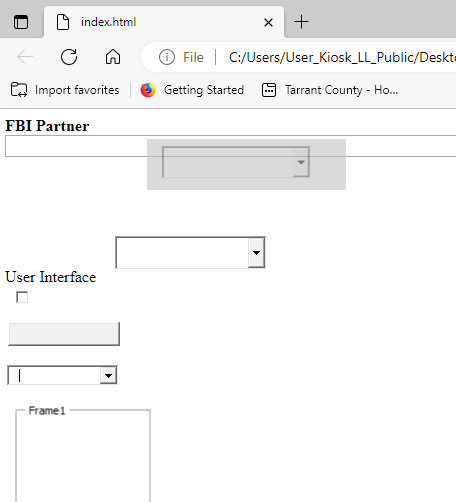 index.html
File C:/Users/User_Kiosk_LL_Public/Deskto
Import favorites Getting Started Tarrant County - Ho...
FBI Partner
User Interface
Frame1